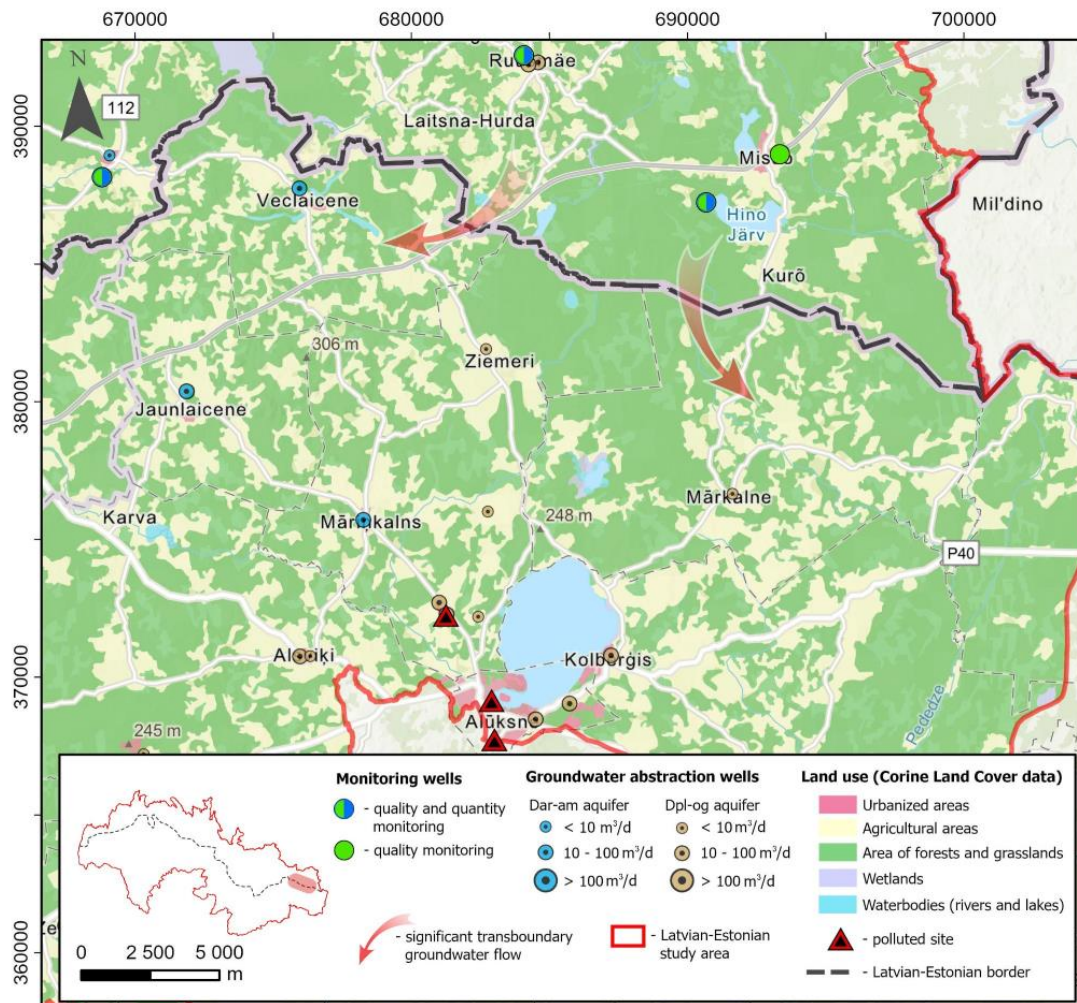 670000
680000
690000
700000
N
390000
380000
370000
360000
112
Laitsna-Hurda
Veclaicene
Hino
Järv
Mil'dino
Kurõ
306 m
Ziemeri
Jaunlaicene
Karva
Mārkalne
248 m
P40
Kolberģis
Pededze
245 m
Monitoring wells
- quality and quantity
monitoring
- quality monitoring
Groundwater abstraction wells
Dar-am aquifer
Dpl-og aquifer
< 10 m³/d
< 10 m³/d
10 - 100 m³/d
10 - 100 m³/d
> 100 m³/d
> 100 m³/d
Land use (Corine Land Cover data)
Urbanized areas
Agricultural areas
Area of forests and grasslands
Wetlands
Waterbodies (rivers and lakes)
- polluted site
- Latvian-Estonian border
- significant transboundary
groundwater flow
- Latvian-Estonian
study area
0 2 500 5 000
m